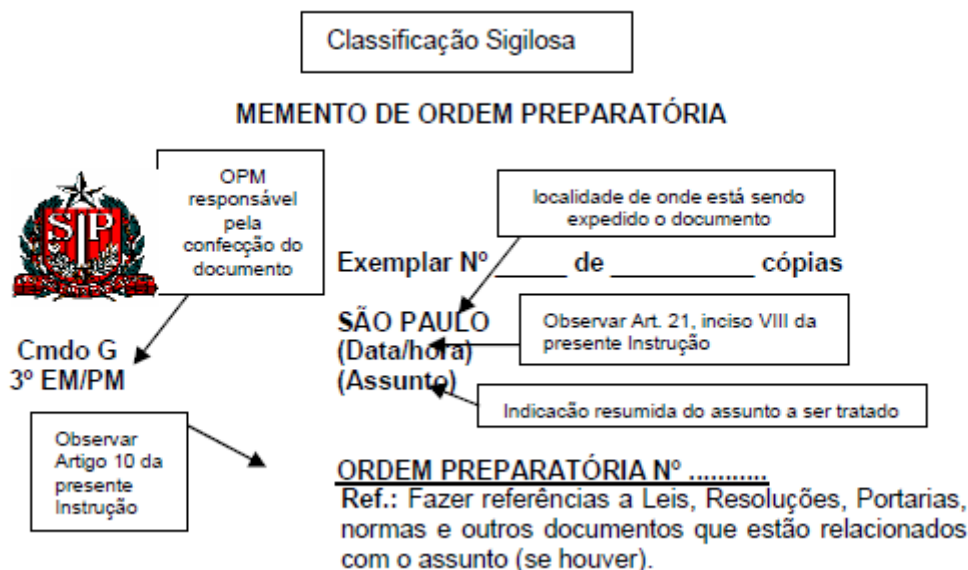 Classificação Sigilosa
MEMENTO DE ORDEM PREPARATÓRIA
SP
OPM
responsável
pela
confecção do
documento
localidade de onde está sendo
expedido o documento
Exemplar Nº ______ de ____________ cópias
SÃO PAULO
(Data/hora)
(Assunto)
Observar Art. 21, inciso VIII da
presente Instrução
Cmdo G
3º EM/PM
Indicacão resumida do assunto a ser tratado
Observar
Artigo 10 da
presente
Instrução
ORDEM PREPARATÓRIA Nº ...........
Ref.: Fazer referências a Leis, Resoluções, Portarias,
normas e outros documentos que estão relacionados
com o assunto (se houver).